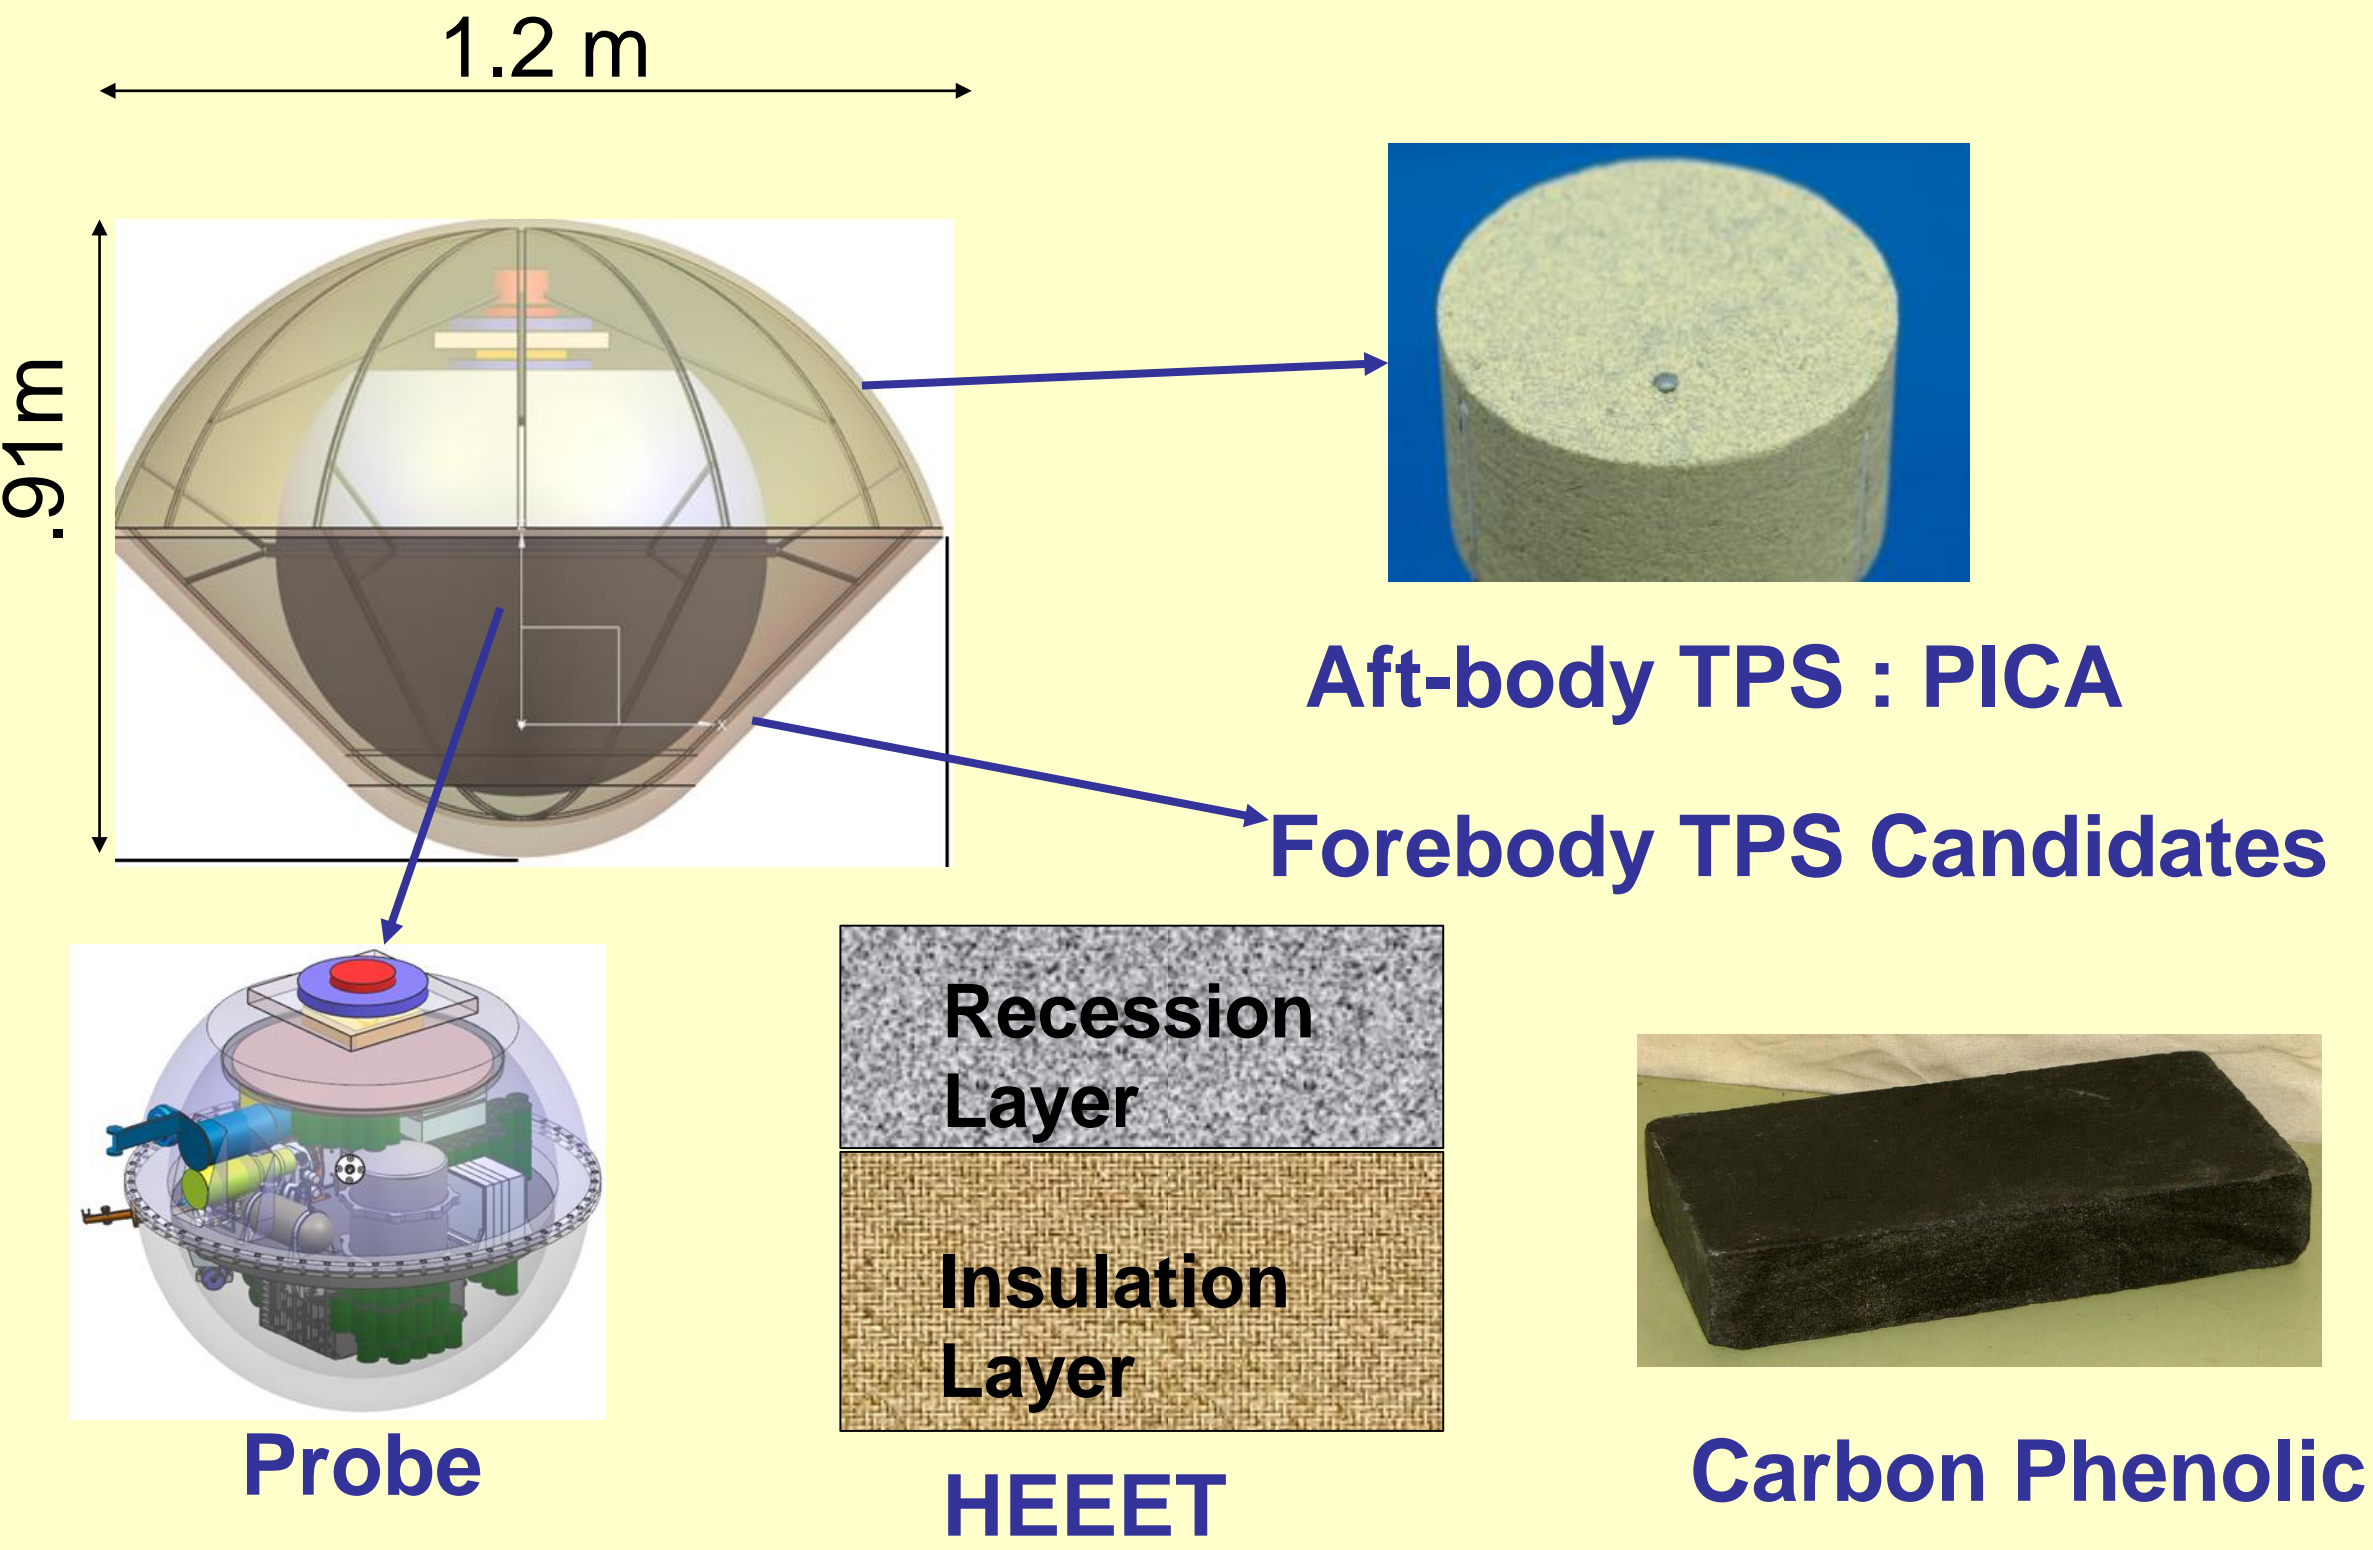 1.2 m
.91m
Aft-body TPS : PICA
Forebody TPS Candidates
Recession
Layer
Insulation
Layer
Probe
HEEET
Carbon Phenolic